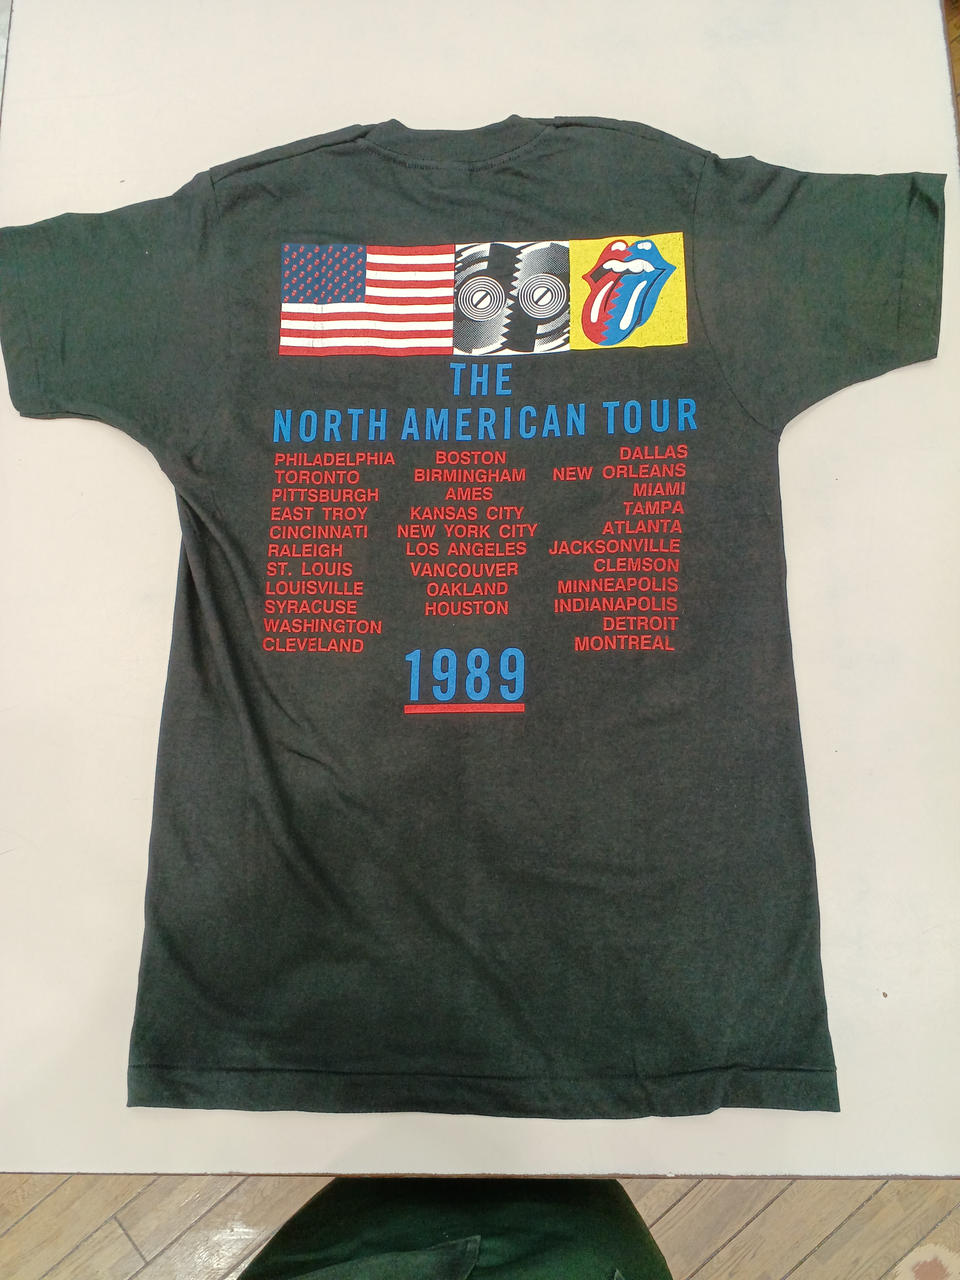 THE
NORTH AMERICAN TOUR
PHILADELPHIA
TORONTO
PITTSBURGH
EAST TROY
CINCINNATI
RALEIGH
ST. LOUIS
LOUISVILLE
SYRACUSE
WASHINGTON
CLEVELAND
BOSTON
BIRMINGHAM
AMES
KANSAS CITY
NEW YORK CITY
LOS ANGELES
VANCOUVER
OAKLAND
HOUSTON
DALLAS
NEW ORLEANS
MIAMI
TAMPA
ATLANTA
JACKSONVILLE
CLEMSON
MINNEAPOLIS
INDIANAPOLIS
DETROIT
MONTREAL
1989